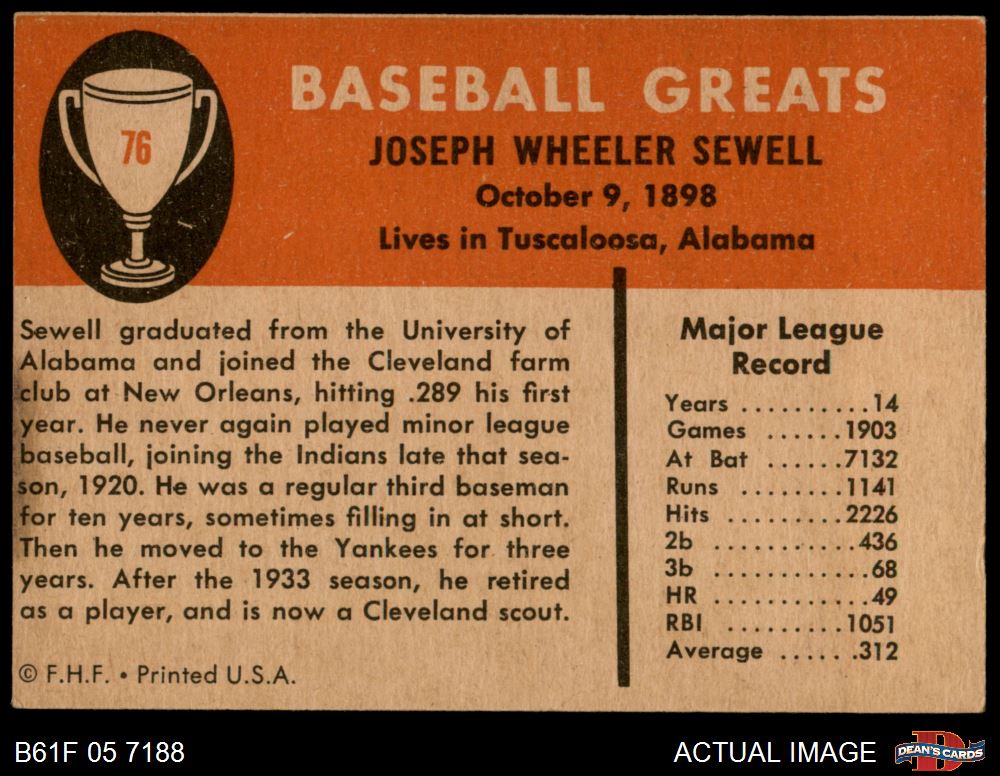 76
BASEBALL GREATS
JOSEPH WHEELER SEWELL
October 9, 1898
Lives in Tuscaloosa, Alabama
Sewell graduated from the University of
Alabama and joined the Cleveland farm
club at New Orleans, hitting .289 his first
year. He never again played minor league
baseball, joining the Indians late that sea-
son, 1920. He was a regular third baseman
for ten years, sometimes filling in at short.
Then he moved to the Yankees for three
years. After the 1933 season, he retired
as a player, and is now a Cleveland scout.
© F.H.F. • Printed U.S.A.
Major League
Record
Years ..........14
Games ......1903
At Bat ......7132
Runs ........1141
Hits .........2226
2b ...........436
3b ............68
HR ............49
RBI .........1051
Average ......312
B61F 05 7188
ACTUAL IMAGE
D
DEAN'S CARDS